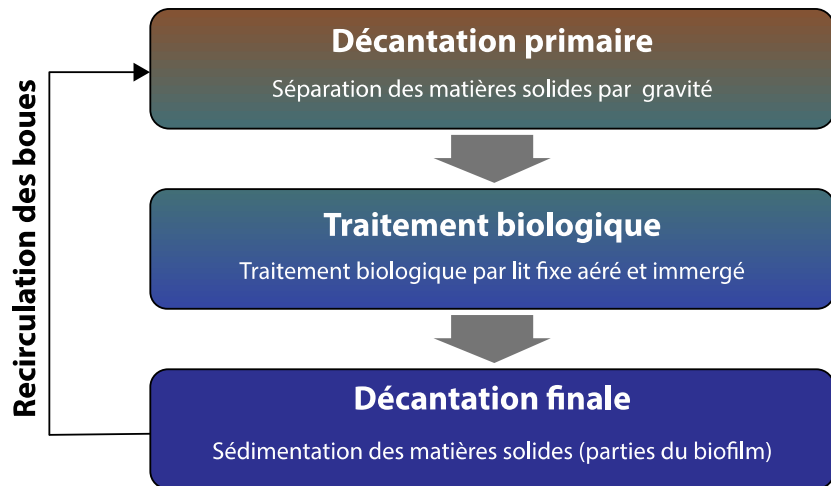 Décantation primaire
Séparation des matières solides par gravité
Recirculation des boues
Traitement biologique
Traitement biologique par lit fixe aéré et immergé
Décantation finale
Sédimentation des matières solides (parties du biofilm)